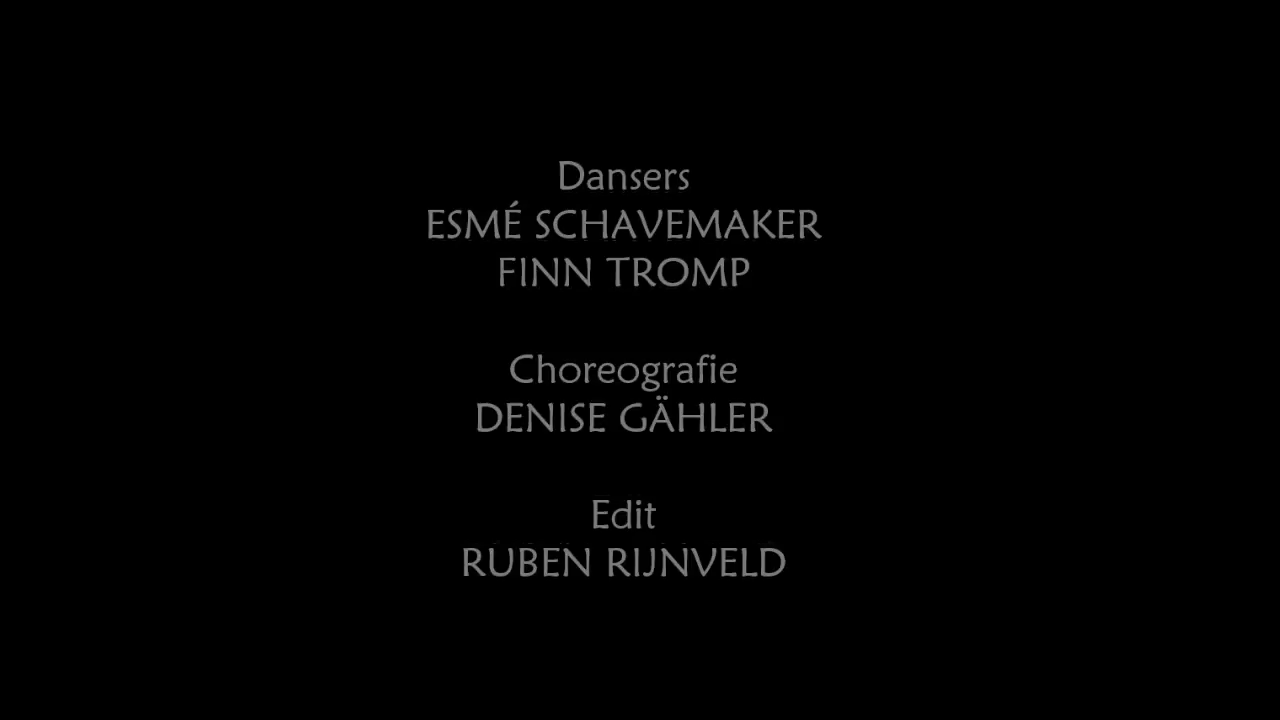 Dansers
ESMÉ SCHAVEMAKER
FINN TROMP
Choreografie
DENISE GÄHLER
Edit
RUBEN RIJNVELD